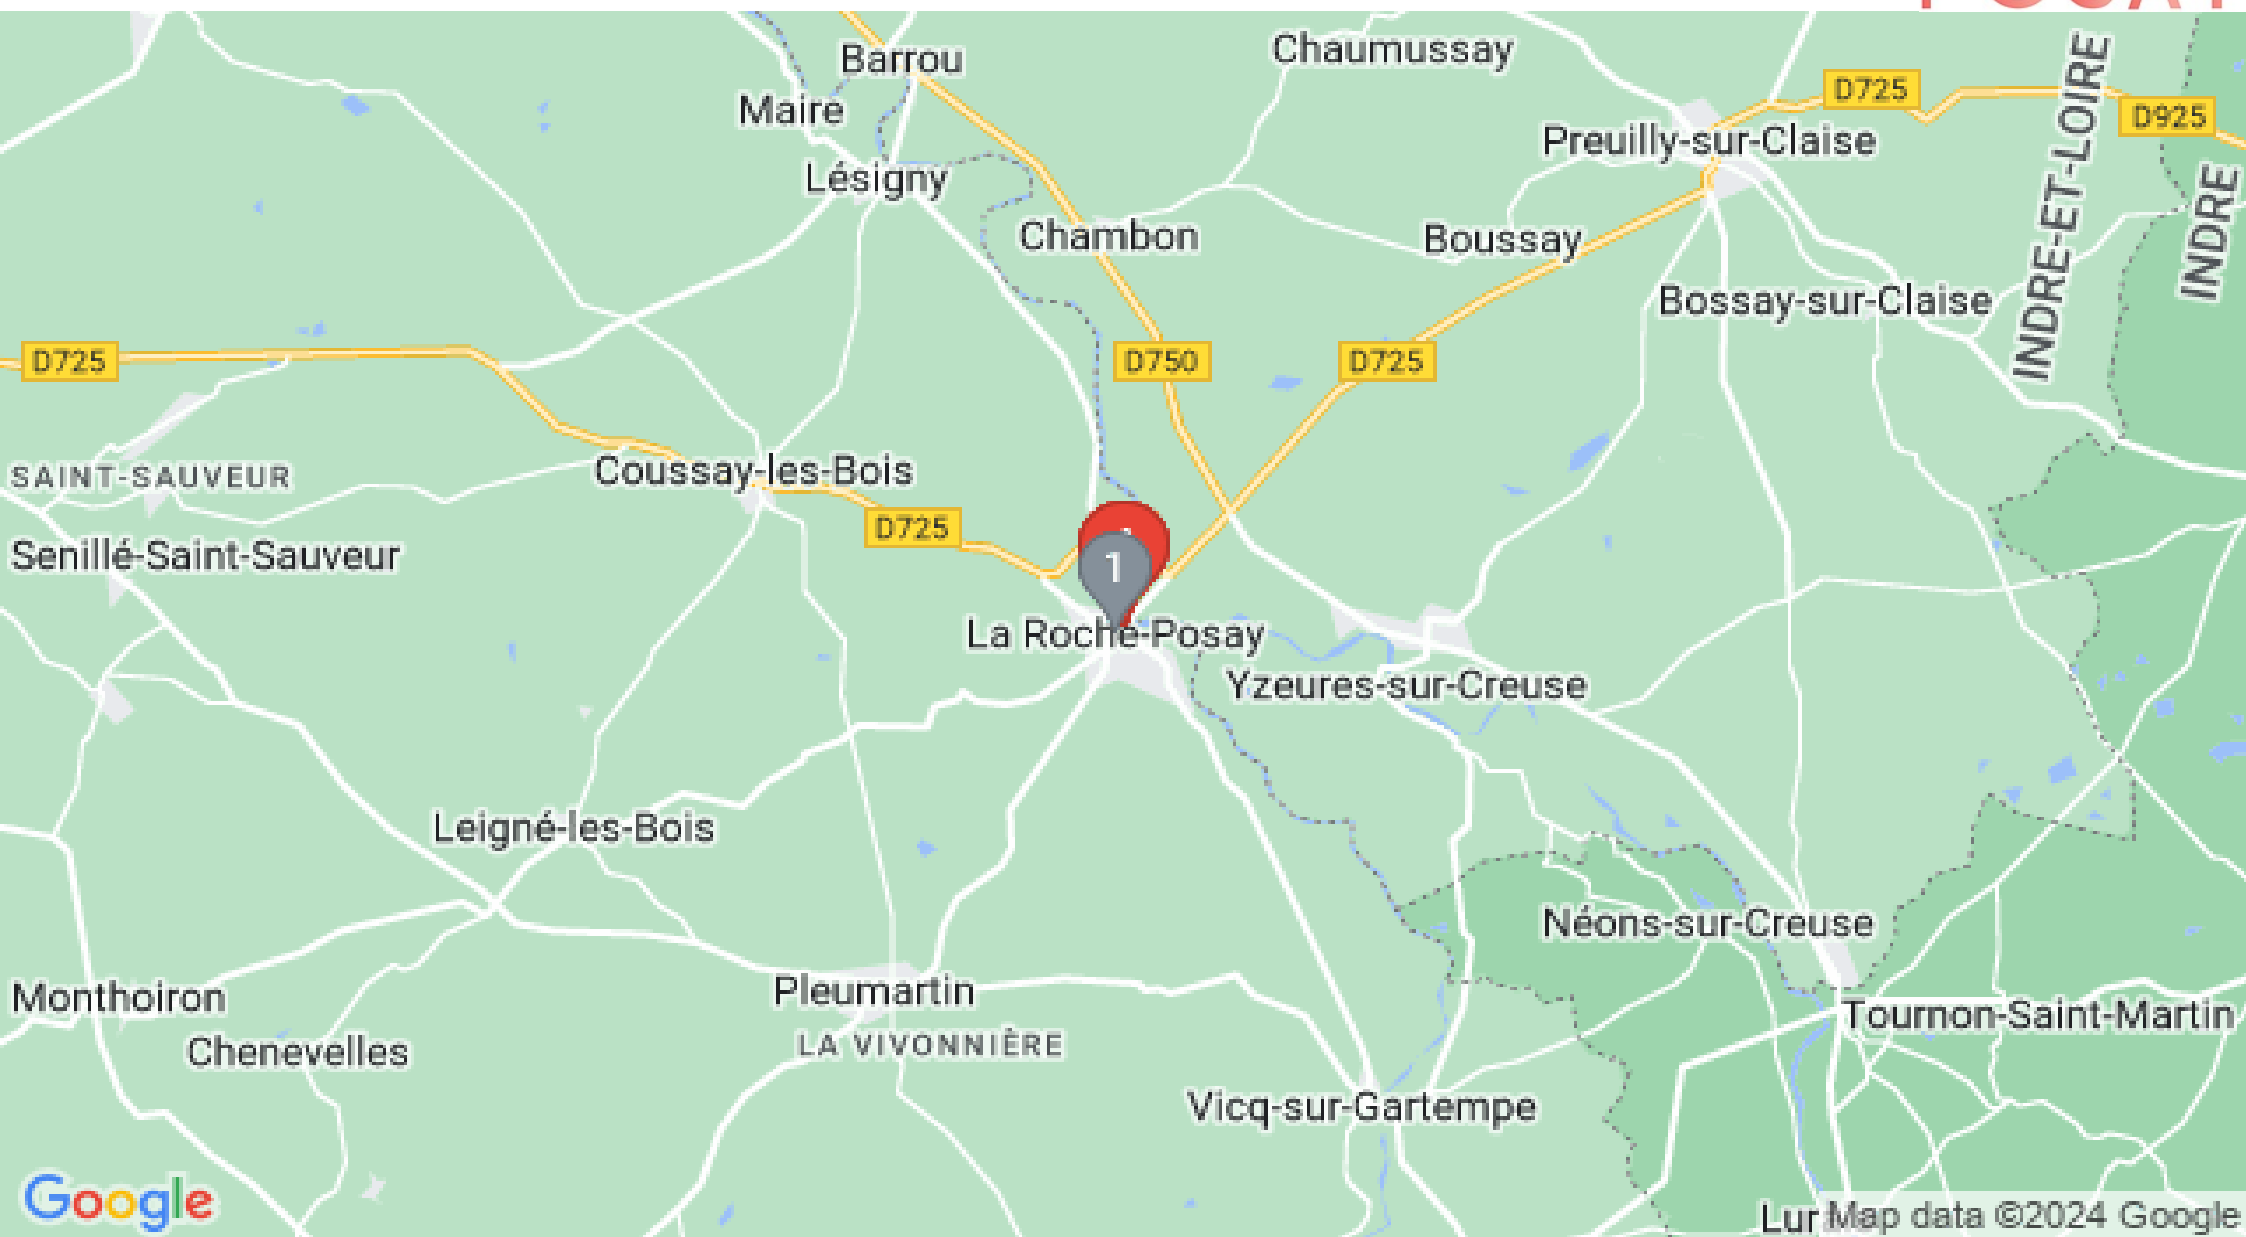 Barrou
Chaumussay
Maire
D725
D925
Preuilly-sur-Claise
Lésigny
INDRE-ET-LOIRE
INDRE
Chambon
Boussay
Bossay-sur-Claise
D725
D750
D725
Coussay-les-Bois
SAINT-SAUVEUR
D725
Senillé-Saint-Sauveur
1
La Roche-Posay
Yzeures-sur-Creuse
Leigné-les-Bois
Néons-sur-Creuse
Monthoiron
Pleumartin
Tournon-Saint-Martin
LA VIVONNIÈRE
Chenevelles
Vicq-sur-Gartempe
Google
Lur
Map data ©2024 Google